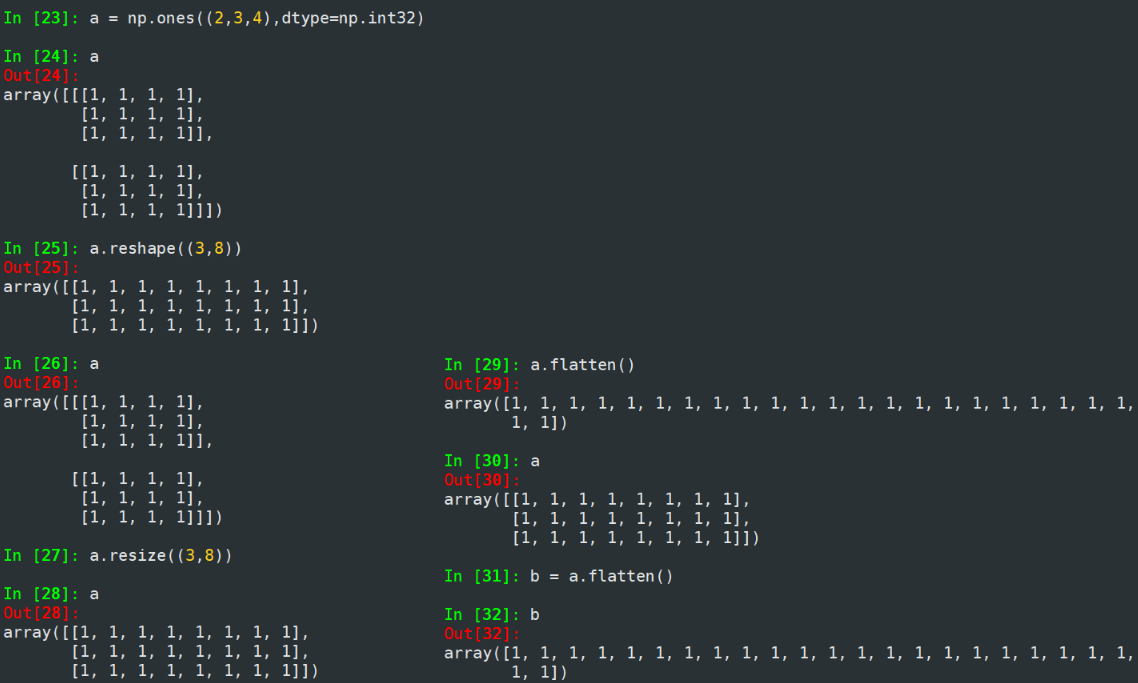 In [23]: a = np.ones((2,3,4),dtype=np.int32)
In [24]: a
Out[24]:
array([[[1, 1, 1, 1],
[1, 1, 1, 1],
[1, 1, 1, 1]],
[[1, 1, 1, 1],
[1, 1, 1, 1],
[1, 1, 1, 1]]])
In [25]: a.reshape((3,8))
Out[25]:
array([[1, 1, 1, 1, 1, 1, 1, 1],
[1, 1, 1, 1, 1, 1, 1, 1],
[1, 1, 1, 1, 1, 1, 1, 1]])
In [26]: a
Out[26]:
array([[[1, 1, 1, 1],
[1, 1, 1, 1],
[1, 1, 1, 1]],
[[1, 1, 1, 1],
[1, 1, 1, 1],
[1, 1, 1, 1]]])
In [27]: a.resize((3,8))
In [28]: a
Out[28]:
array([[1, 1, 1, 1, 1, 1, 1, 1],
[1, 1, 1, 1, 1, 1, 1, 1],
[1, 1, 1, 1, 1, 1, 1, 1]])
In [29]: a.flatten()
Out[29]:
array([1, 1, 1, 1, 1, 1, 1, 1, 1, 1, 1, 1, 1, 1, 1, 1, 1, 1, 1, 1, 1, 1,
1, 1])
In [30]: a
Out[30]:
array([[1, 1, 1, 1, 1, 1, 1, 1],
[1, 1, 1, 1, 1, 1, 1, 1],
[1, 1, 1, 1, 1, 1, 1, 1]])
In [31]: b = a.flatten()
In [32]: b
Out[32]:
array([1, 1, 1, 1, 1, 1, 1, 1, 1, 1, 1, 1, 1, 1, 1, 1, 1, 1, 1, 1, 1, 1,
1, 1])